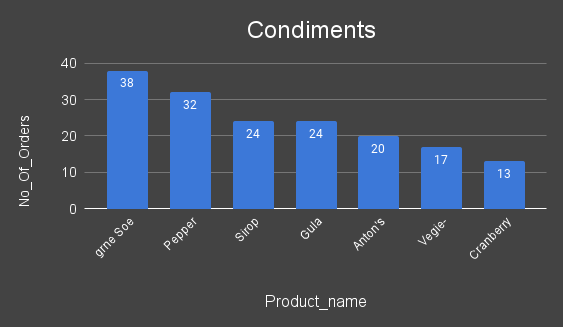 Condiments
No_Of_Orders
40
30
20
10
0
38
32
24
24
20
17
13
grne Soe
Pepper
Sirop
Gula
Anton's
Vegie-
Cranberry
Product_name